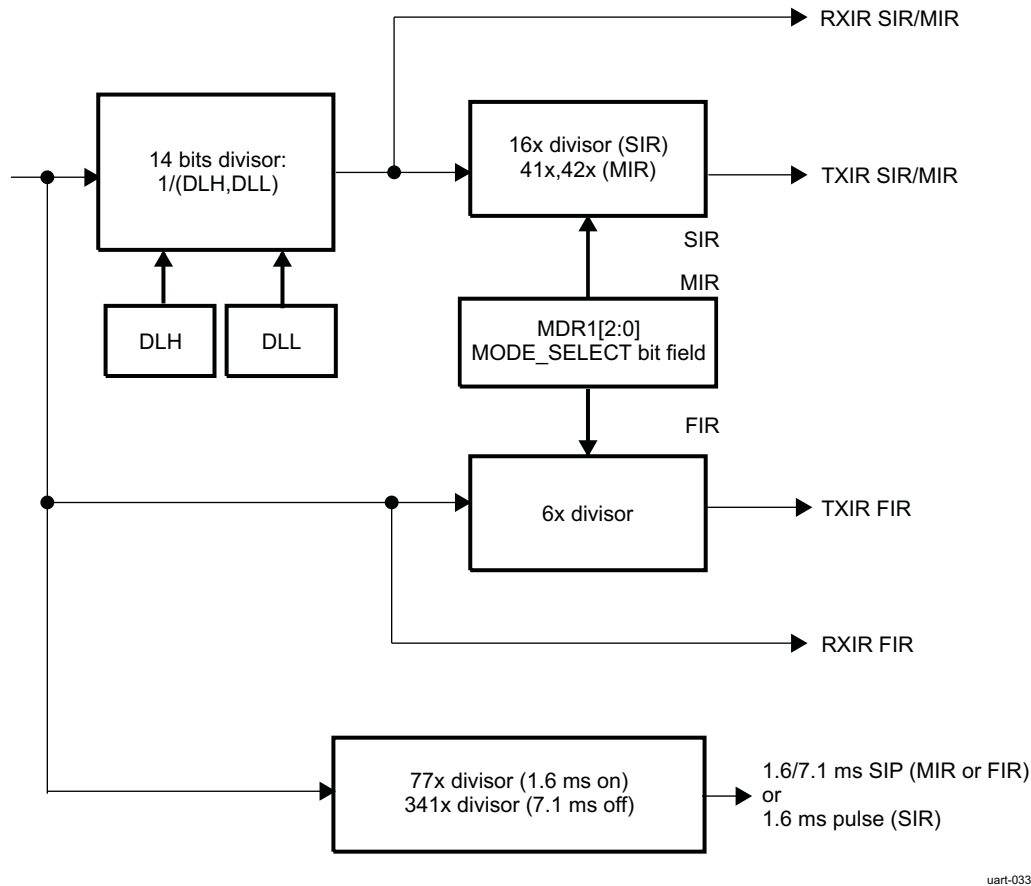 RXIR SIR/MIR
14 bits divisor:
1/(DLH,DLL)
16x divisor (SIR)
41x,42x (MIR)
TXIR SIR/MIR
SIR
MIR
DLH
DLL
MDR1[2:0]
MODE_SELECT bit field
FIR
6x divisor
TXIR FIR
RXIR FIR
77x divisor (1.6 ms on)
341x divisor (7.1 ms off)
1.6/7.1 ms SIP (MIR or FIR)
or
1.6 ms pulse (SIR)
uart-033